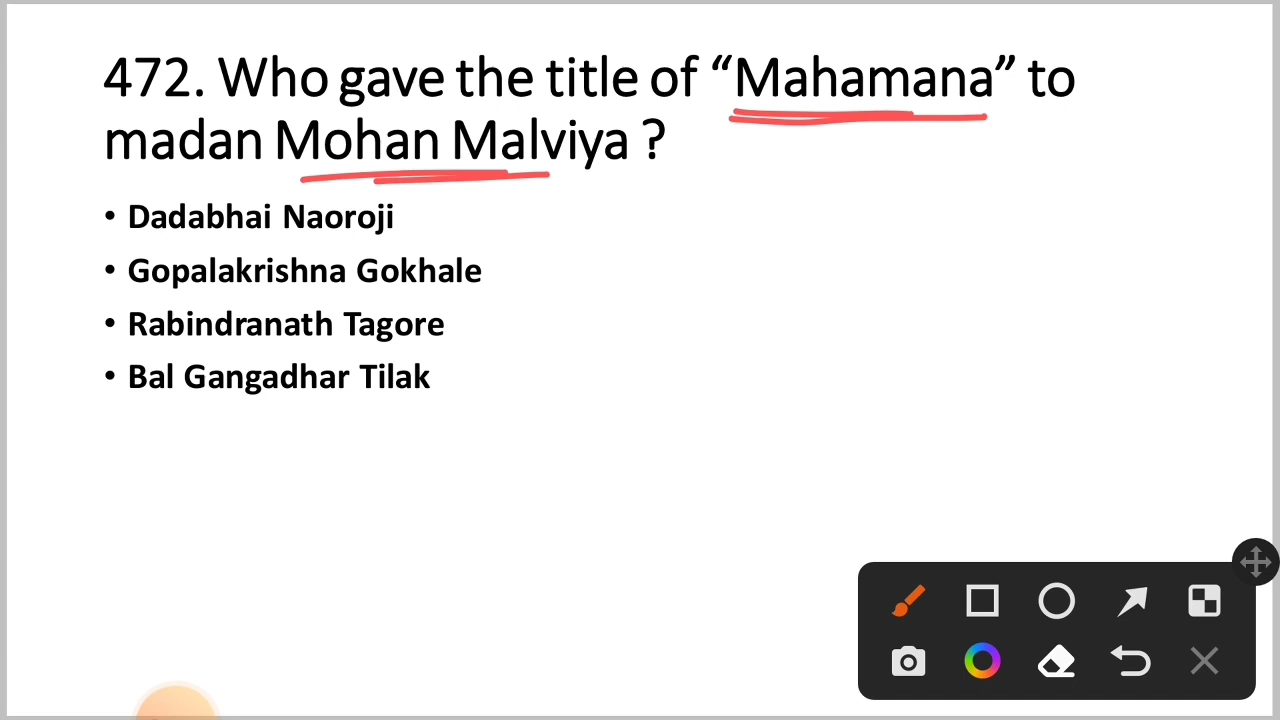 472. Who gave the title of “Mahamana” to
madan Mohan Malviya ?
• Dadabhai Naoroji
• Gopalakrishna Gokhale
• Rabindranath Tagore
• Bal Gangadhar Tilak